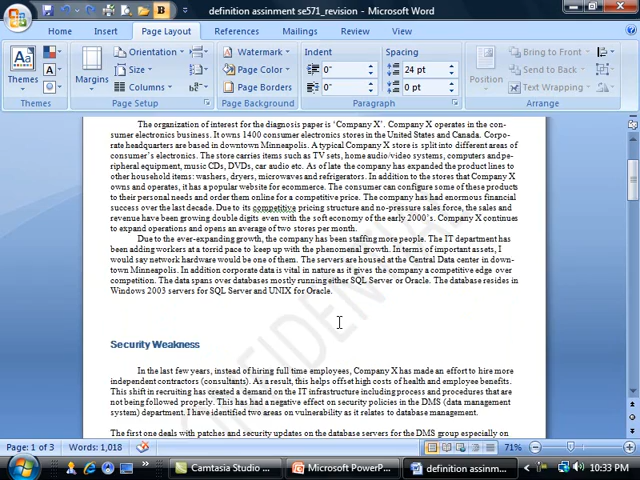 definition assinment se571_revision - Microsoft Word
Home Insert Page Layout References Mailings Review View
Orientation Watermark Indent Spacing Bring to Front
Size Page Color 0" 24 pt Send to Back
Themes Margins Columns Page Borders 0" 0 pt Position Text Wrapping
Themes Page Setup Page Background Paragraph Arrange
The organization of interest for the diagnosis paper is 'Company X'. Company X operates in the con-
sumer electronics business. It owns 1400 consumer electronics stores in the United States and Canada. Corpo-
rate headquarters are based in downtown Minneapolis. A typical Company X store is split into different areas of
consumer's electronics. The store carries items such as TV sets, home audio/video systems, computers and pe-
ripheral equipment, music CDs, DVDs, car audio etc. As of late the company has expanded the product lines to
other household items: washers, dryers, microwaves and refrigerators. In addition to the stores that Company X
owns and operates, it has a popular website for ecommerce. The consumer can configure some of these products
to their personal needs and order them online for a competitive price. The company has had enormous financial
success over the last decade. Due to its competitive pricing structure and no-pressure sales force, the sales and
revenue have been growing double digits even with the soft economy of the early 2000's. Company X continues
to expand operations and opens an average of two stores per month.
Due to the ever-expanding growth, the company has been staffing more people. The IT department has
been adding workers at a torrid pace to keep up with the phenomenal growth. In terms of important assets, I
would say network hardware would be one of them. The servers are housed at the Central Data center in down-
town Minneapolis. In addition corporate data is vital in nature as it gives the company a competitive edge over
competition. The data spans over databases mostly running either SQL Server or Oracle. The database resides in
Windows 2003 servers for SQL Server and UNIX for Oracle.
Security Weakness
In the last few years, instead of hiring full time employees, Company X has made an effort to hire more
independent contractors (consultants). As a result, this helps offset high costs of health and employee benefits.
This shift in recruiting has created a demand on the IT infrastructure including process and procedures that are
not being followed properly. This has had a negative effect on security policies in the DMS (data management
system) department. I have identified two areas on vulnerability as it relates to database management.
The first one deals with patches and security updates on the database servers for the DMS group especially on
Page: 1 of 3 Words: 1,018 71%
Camtasia Studio ... Microsoft PowerP... definition assinm... 10:33 PM